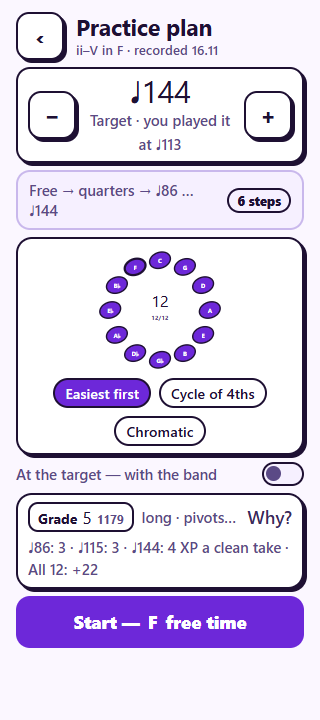 ‹
Practice plan
ii–V in F · recorded 16.11
−
♩144
Target · you played it
at ♩113
+
Free → quarters → ♩86 …
♩144
6 steps
C
G
D
A
E
B
G♭
D♭
A♭
E♭
B♭
F
12
12/12
Easiest first
Cycle of 4ths
Chromatic
At the target — with the band
Grade 5 1179
long · pivots…
Why?
♩86: 3 · ♩115: 3 · ♩144: 4 XP a clean take ·
All 12: +22
Start — F free time